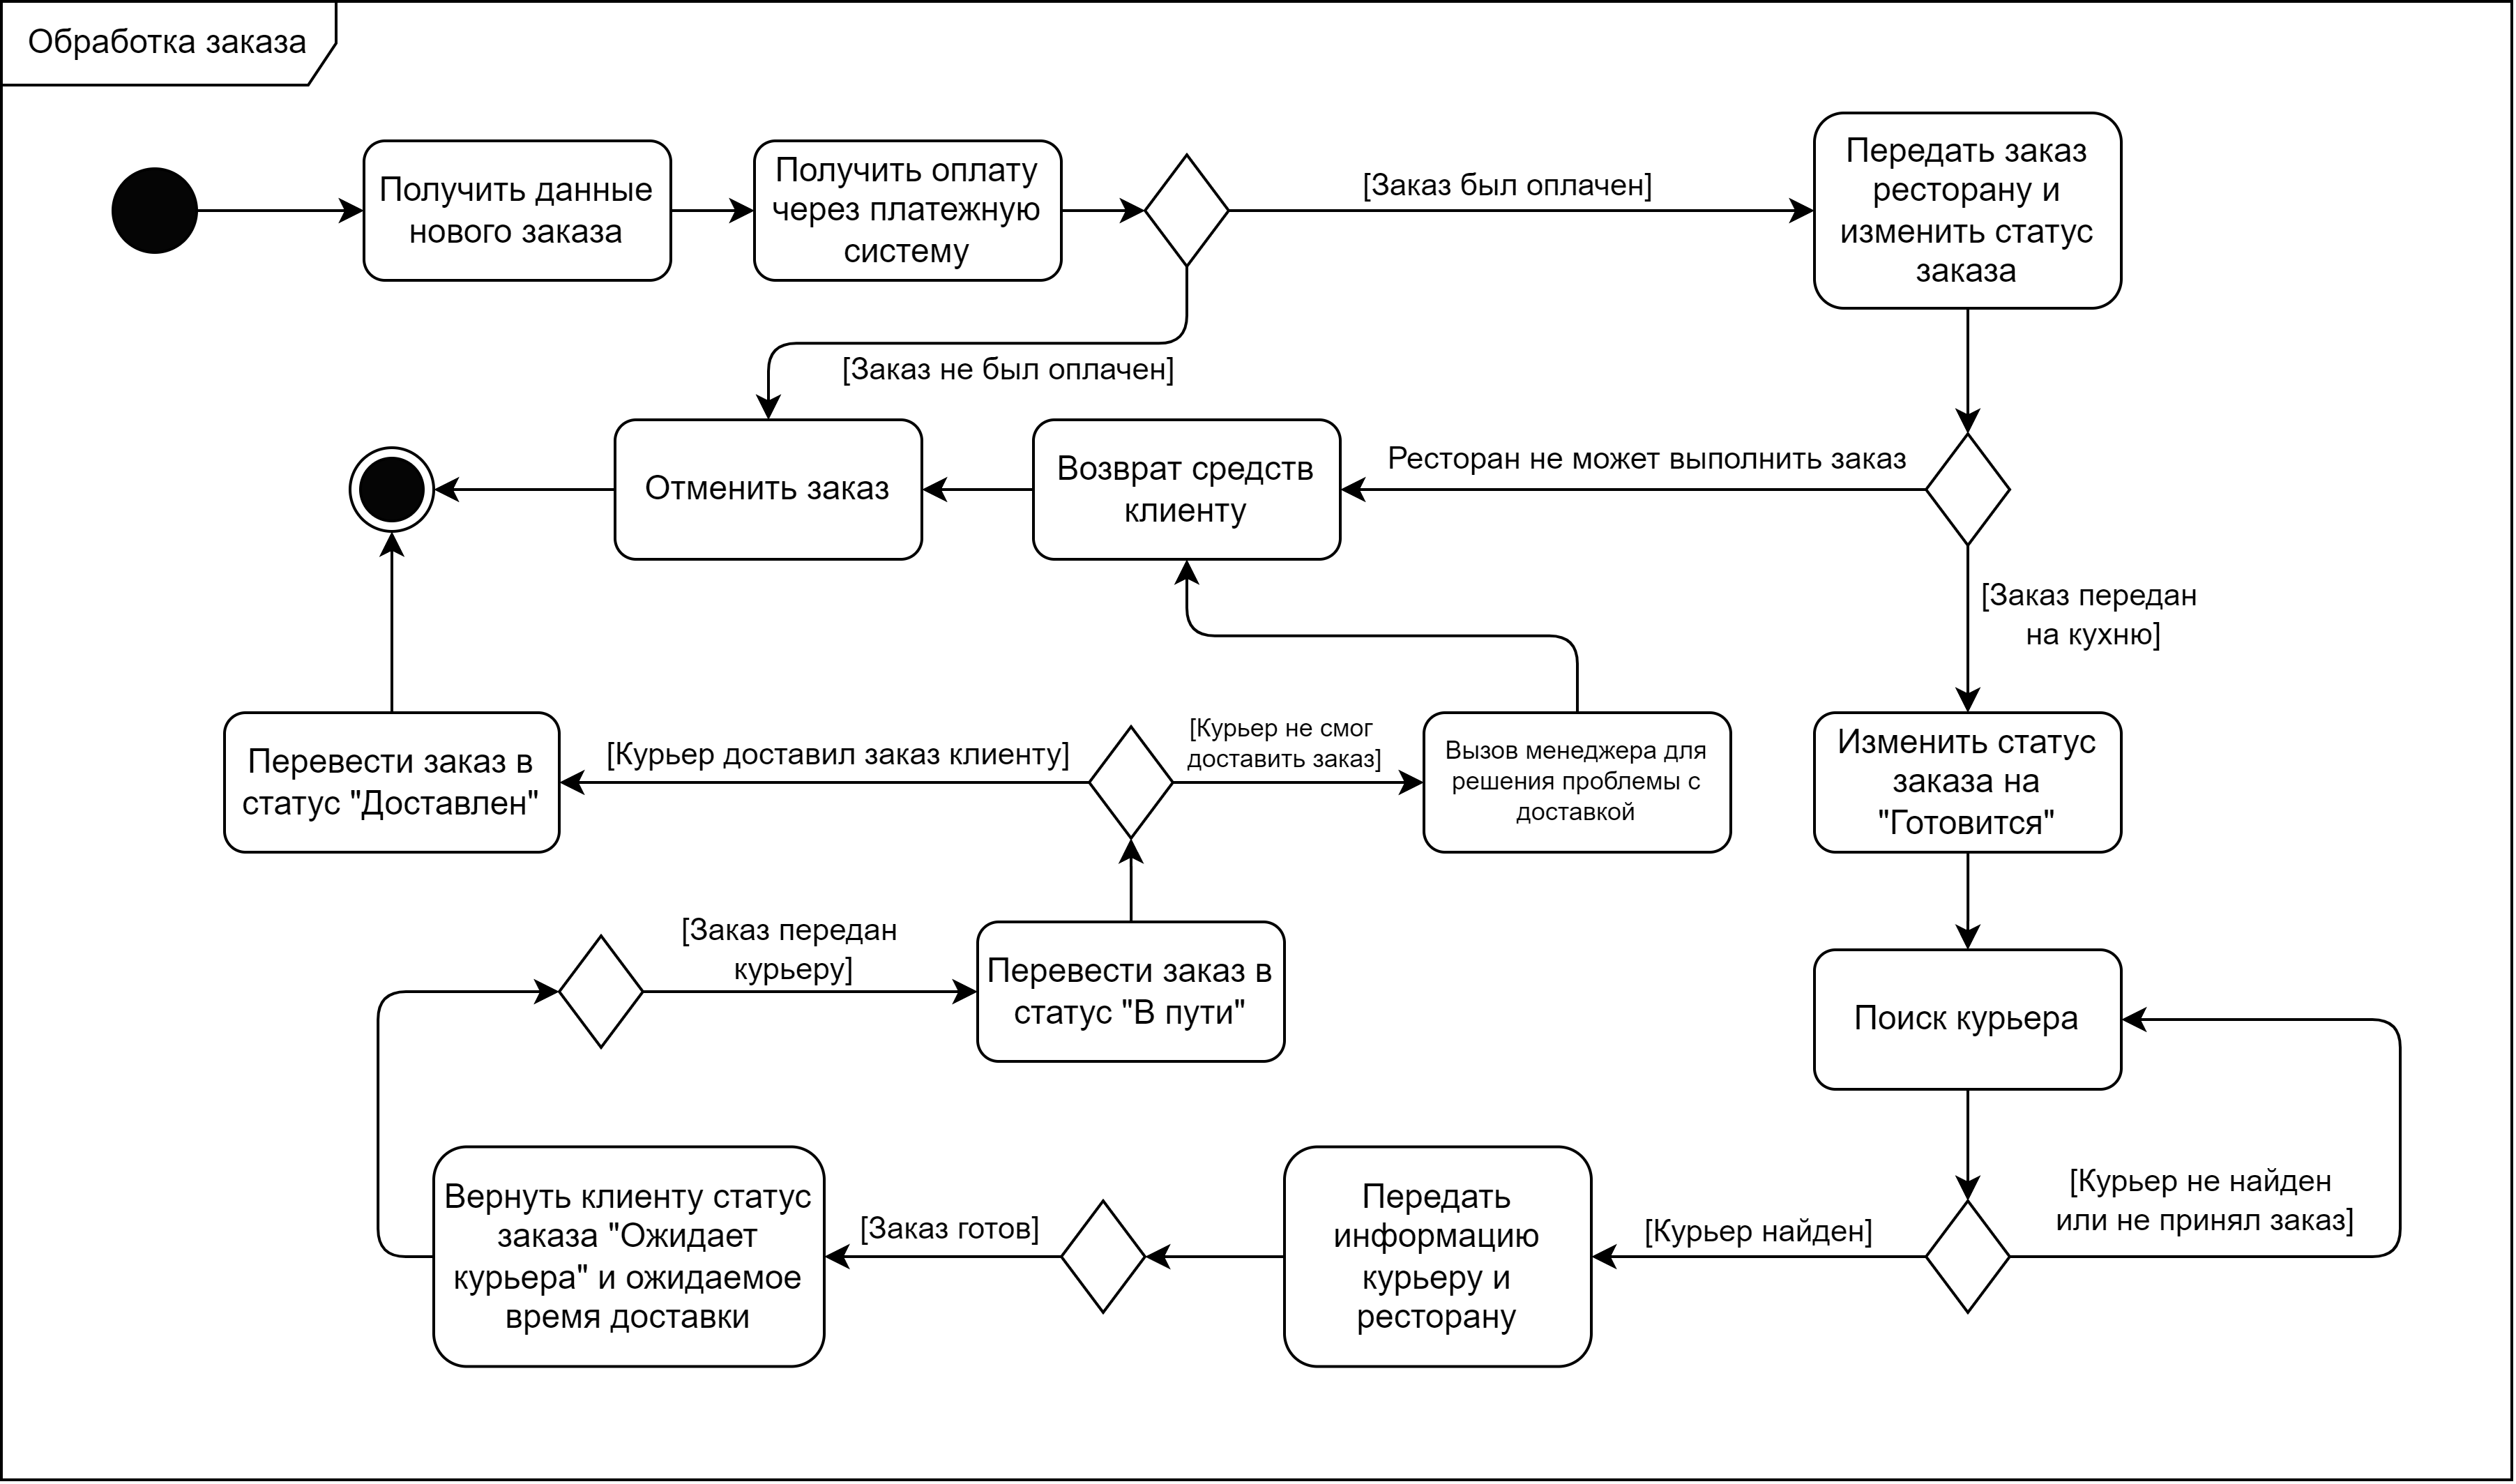 Обработка заказа
Получить данные
нового заказа
Получить оплату
через платежную
систему
[Заказ был оплачен]
Передать заказ
ресторану и
изменить статус
заказа
[Заказ не был оплачен]
Отменить заказ
Возврат средств
клиенту
Ресторан не может выполнить заказ
[Заказ передан
на кухню]
Перевести заказ в
статус "Доставлен"
[Курьер доставил заказ клиенту]
[Курьер не смог
доставить заказ]
Вызов менеджера для
решения проблемы с
доставкой
Изменить статус
заказа на
"Готовится"
[Заказ передан
курьеру]
Перевести заказ в
статус "В пути"
Поиск курьера
Вернуть клиенту статус
заказа "Ожидает
курьера" и ожидаемое
время доставки
[Заказ готов]
Передать
информацию
курьеру и
ресторану
[Курьер найден]
[Курьер не найден
или не принял заказ]